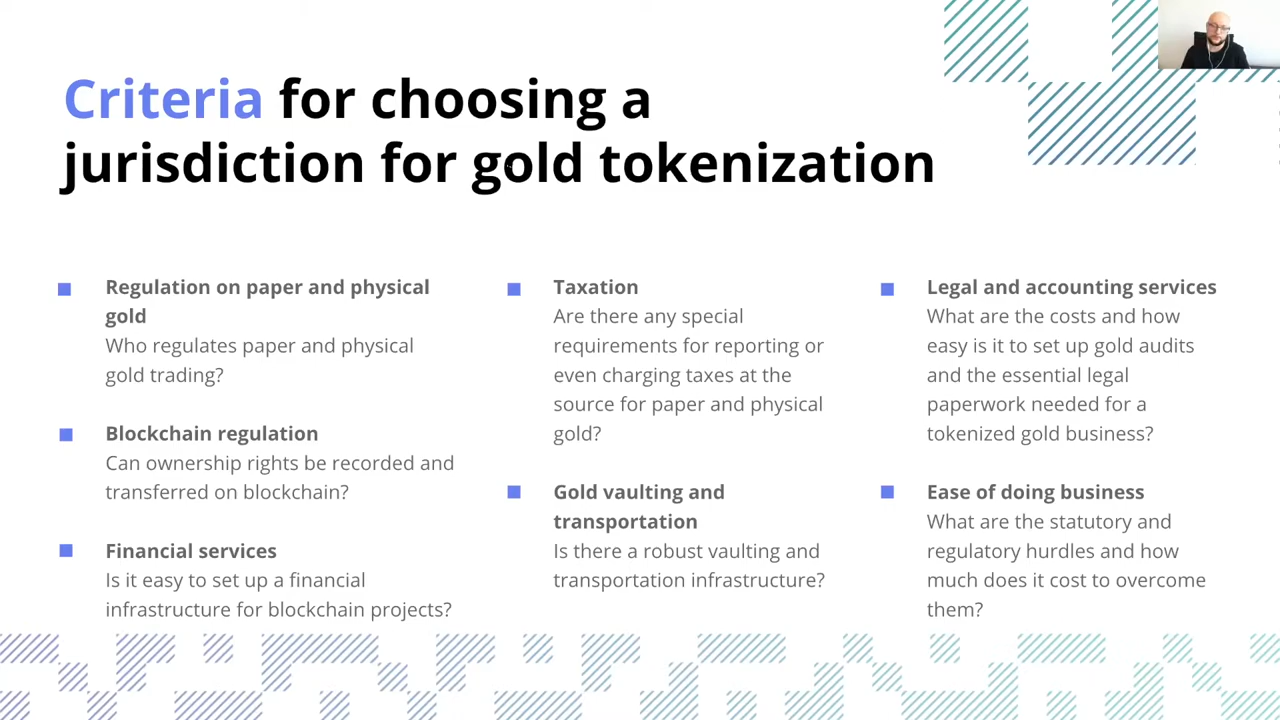 Criteria for choosing a
jurisdiction for gold tokenization
Regulation on paper and physical
gold
Who regulates paper and physical
gold trading?
Blockchain regulation
Can ownership rights be recorded and
transferred on blockchain?
Financial services
Is it easy to set up a financial
infrastructure for blockchain projects?
Taxation
Are there any special
requirements for reporting or
even charging taxes at the
source for paper and physical
gold?
Gold vaulting and
transportation
Is there a robust vaulting and
transportation infrastructure?
Legal and accounting services
What are the costs and how
easy is it to set up gold audits
and the essential legal
paperwork needed for a
tokenized gold business?
Ease of doing business
What are the statutory and
regulatory hurdles and how
much does it cost to overcome
them?